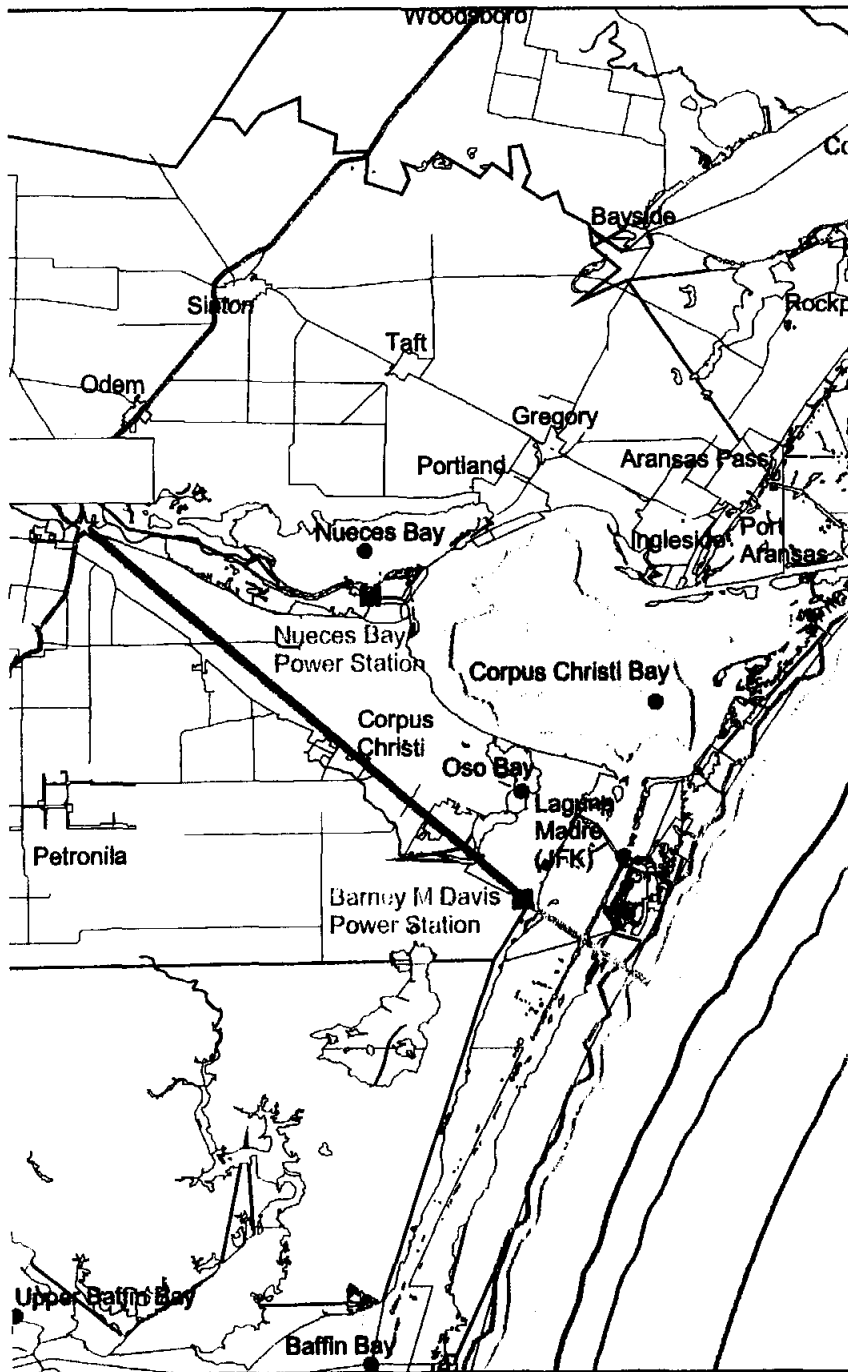 Woodsboro
Co
Bayside
Sinton
Rockp
Taft
Odem
Gregory
Portland
Aransas Pass
Nueces Bay
Ingleside
Port
Aransas
Nueces Bay
Power Station
Corpus Christi Bay
Corpus
Christi
Oso Bay
Laguna
Madre
(JFK)
Petronila
Barney M Davis
Power Station
Upper Baffin Bay
Baffin Bay